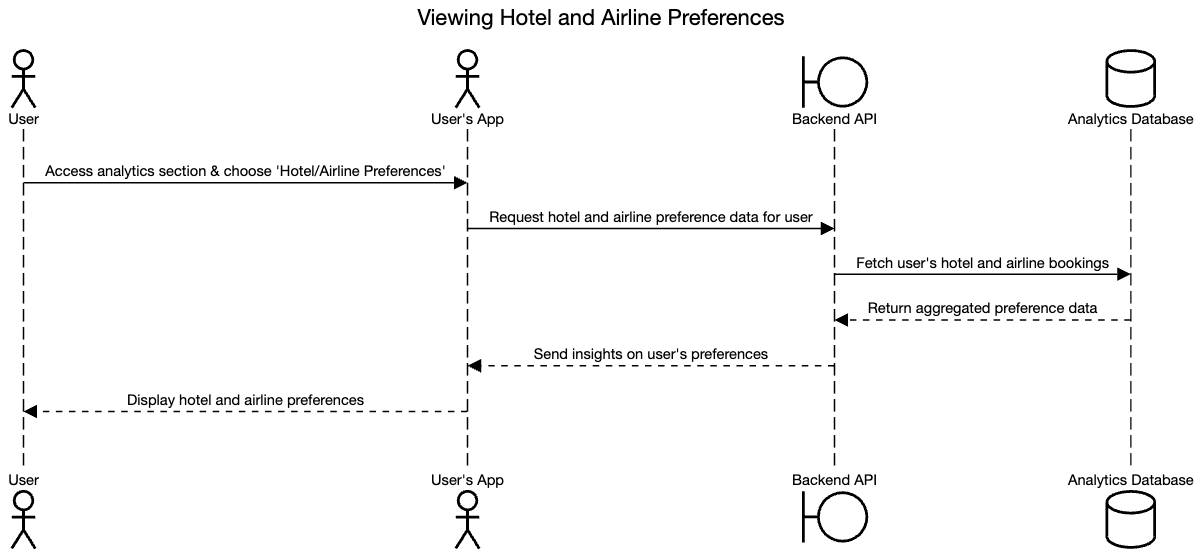 Viewing Hotel and Airline Preferences
User
User's App
Backend API
Analytics Database
Access analytics section & choose 'Hotel/Airline Preferences'
Request hotel and airline preference data for user
Fetch user's hotel and airline bookings
Return aggregated preference data
Send insights on user's preferences
Display hotel and airline preferences
User
User's App
Backend API
Analytics Database